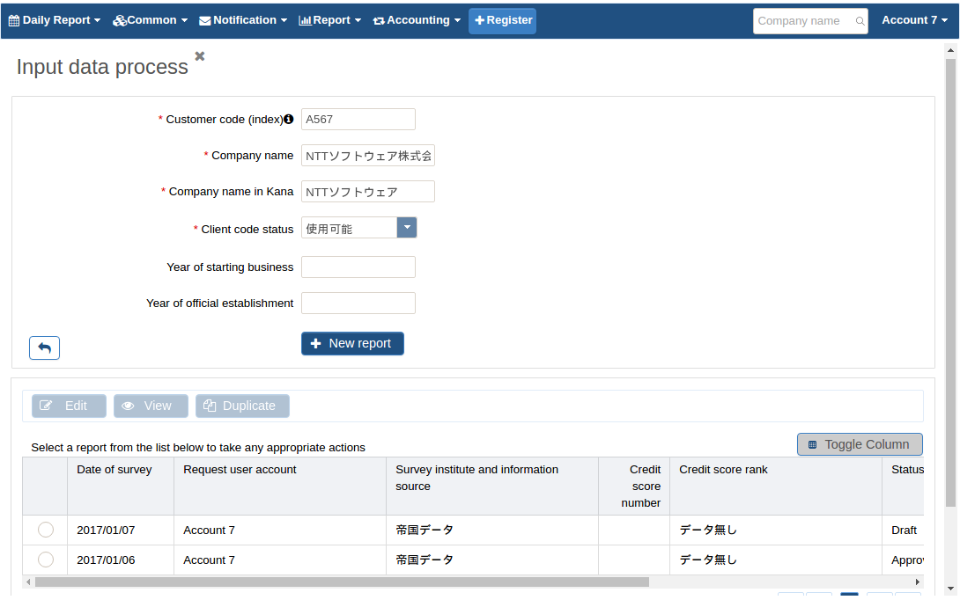 Daily Report Common Notification Report Accounting Register Company name Account 7
Input data process
* Customer code (index) A567
* Company name NTTソフトウェア株式会
* Company name in Kana NTTソフトウェア
* Client code status 使用可能
Year of starting business
Year of official establishment
New report
Edit View Duplicate
Select a report from the list below to take any appropriate actions
Toggle Column
Date of survey Request user account Survey institute and information source Credit score number Credit score rank Status
2017/01/07 Account 7 帝国データ データ無し Draft
2017/01/06 Account 7 帝国データ データ無し Approv